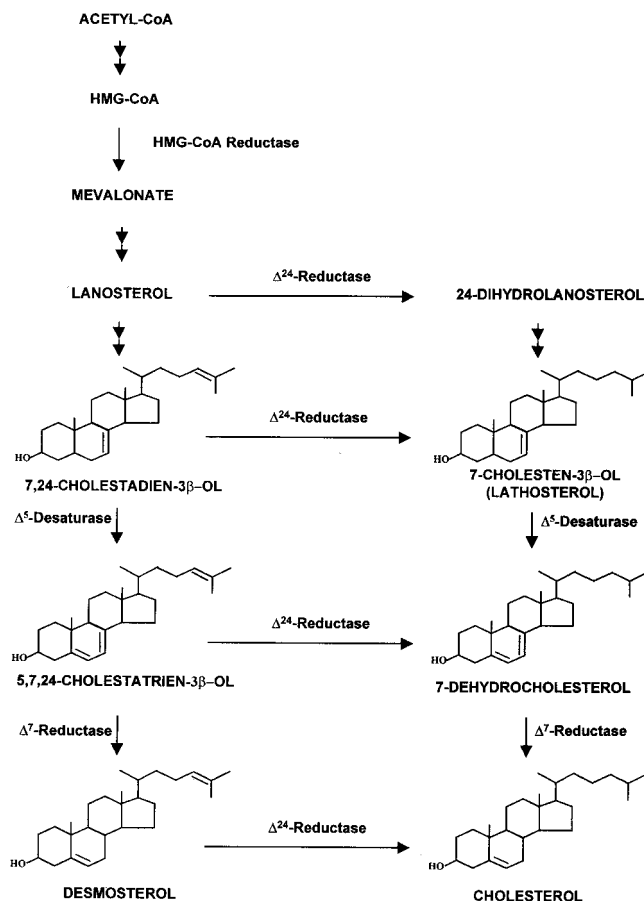 ACETYL-CoA
HMG-CoA
HMG-CoA Reductase
MEVALONATE
LANOSTEROL
Δ²⁴-Reductase
24-DIHYDROLANOSTEROL
Δ²⁴-Reductase
HO
HO
7,24-CHOLESTADIEN-3β–OL
7-CHOLESTEN-3β–OL
(LATHOSTEROL)
Δ⁵-Desaturase
Δ⁵-Desaturase
Δ²⁴-Reductase
HO
HO
5,7,24-CHOLESTATRIEN-3β–OL
7-DEHYDROCHOLESTEROL
Δ⁷-Reductase
Δ⁷-Reductase
Δ²⁴-Reductase
HO
HO
DESMOSTEROL
CHOLESTEROL